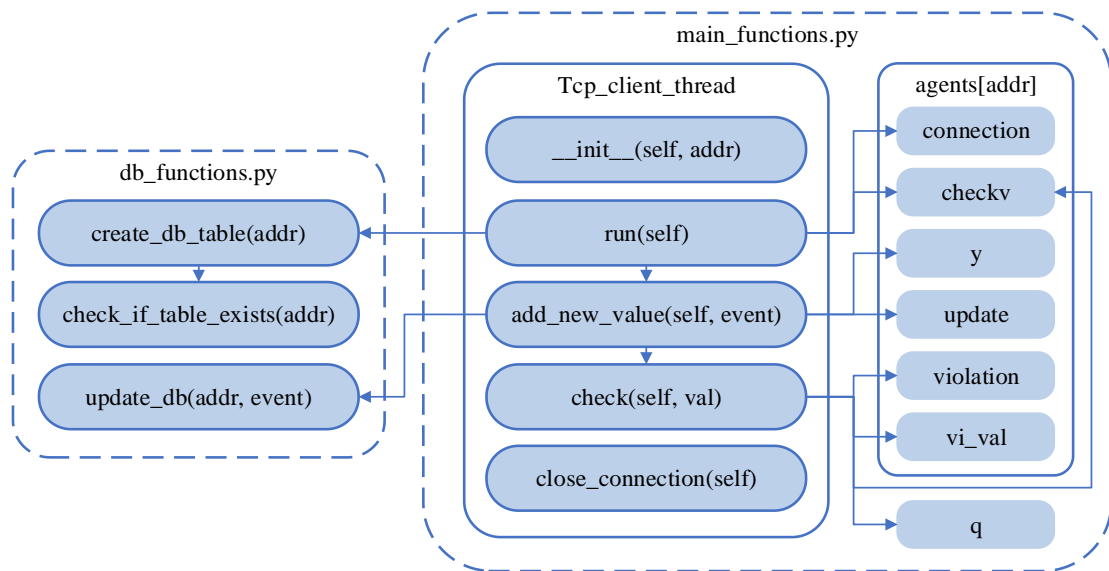 main_functions.py
Tcp_client_thread
__init__(self, addr)
run(self)
add_new_value(self, event)
check(self, val)
close_connection(self)
agents[addr]
connection
checkv
y
update
violation
vi_val
q
db_functions.py
create_db_table(addr)
check_if_table_exists(addr)
update_db(addr, event)